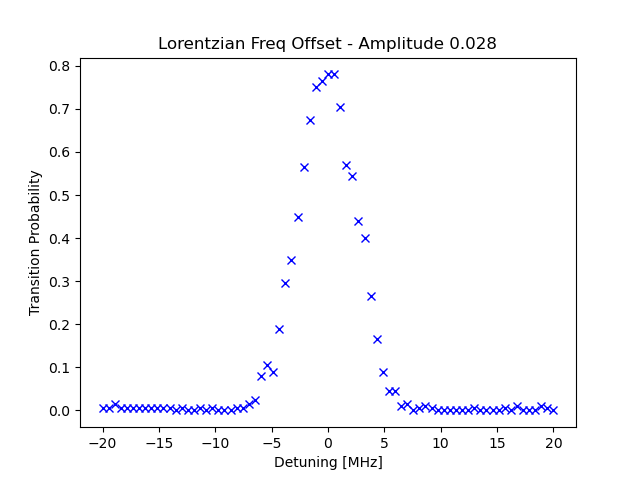 Lorentzian Freq Offset - Amplitude 0.028
0.8
0.7
0.6
0.5
0.4
0.3
0.2
0.1
0.0
Transition Probability
−20 −15 −10 −5 0 5 10 15 20
Detuning [MHz]